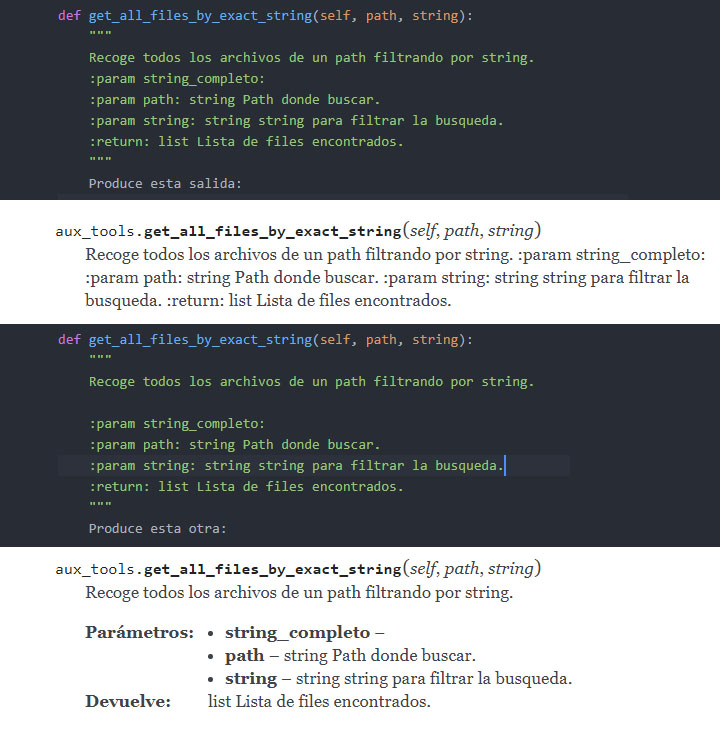 def get_all_files_by_exact_string(self, path, string):
"""
Recoge todos los archivos de un path filtrando por string.
:param string_completo:
:param path: string Path donde buscar.
:param string: string string para filtrar la busqueda.
:return: list Lista de files encontrados.
"""
Produce esta salida:
aux_tools.get_all_files_by_exact_string(self, path, string)
Recoge todos los archivos de un path filtrando por string. :param string_completo:
:param path: string Path donde buscar. :param string: string string para filtrar la
busqueda. :return: list Lista de files encontrados.
def get_all_files_by_exact_string(self, path, string):
"""
Recoge todos los archivos de un path filtrando por string.
:param string_completo:
:param path: string Path donde buscar.
:param string: string string para filtrar la busqueda.
:return: list Lista de files encontrados.
"""
Produce esta otra:
aux_tools.get_all_files_by_exact_string(self, path, string)
Recoge todos los archivos de un path filtrando por string.
Parámetros: • string_completo –
• path – string Path donde buscar.
• string – string string para filtrar la busqueda.
Devuelve: list Lista de files encontrados.